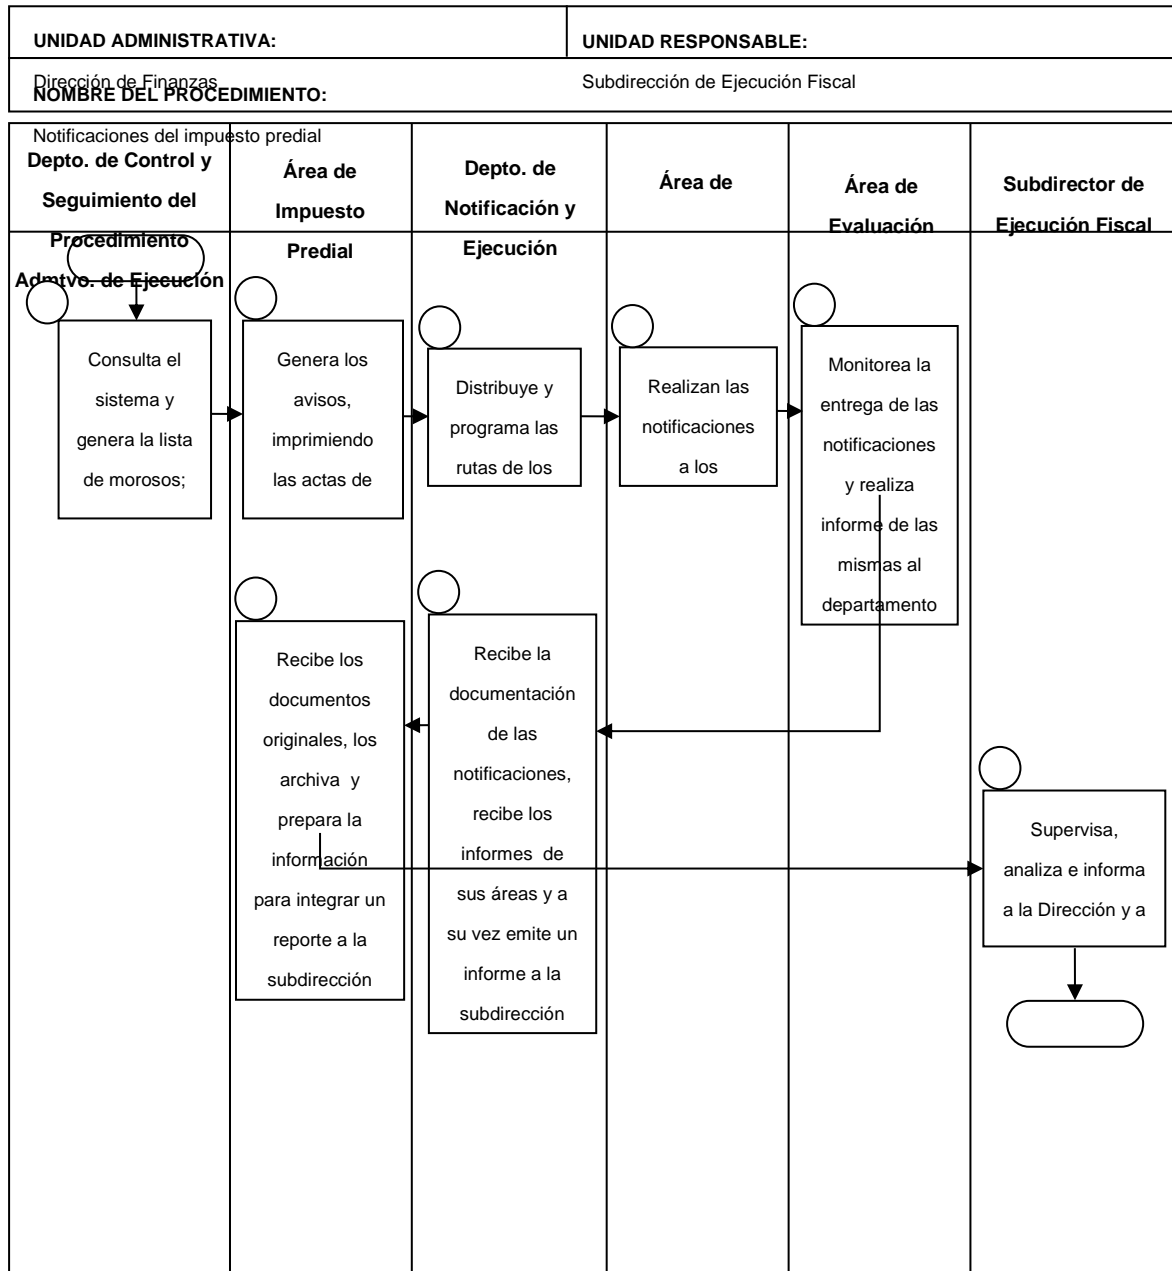 UNIDAD ADMINISTRATIVA:
UNIDAD RESPONSABLE:
Dirección de Finanzas
Subdirección de Ejecución Fiscal
NOMBRE DEL PROCEDIMIENTO:
Notificaciones del impuesto predial
Depto. de Control y
Seguimiento del
Procedimiento
Admtvo. de Ejecución
Área de
Impuesto
Predial
Depto. de
Notificación y
Ejecución
Área de
Área de
Evaluación
Subdirector de
Ejecución Fiscal
Consulta el
sistema y
genera la lista
de morosos;
Genera los
avisos,
imprimiendo
las actas de
Distribuye y
programa las
rutas de los
Realizan las
notificaciones
a los
Monitorea la
entrega de las
notificaciones
y realiza
informe de las
mismas al
departamento
Recibe los
documentos
originales, los
archiva y
prepara la
información
para integrar un
reporte a la
subdirección
Recibe la
documentación
de las
notificaciones,
recibe los
informes de
sus áreas y a
su vez emite un
informe a la
subdirección
Supervisa,
analiza e informa
a la Dirección y a